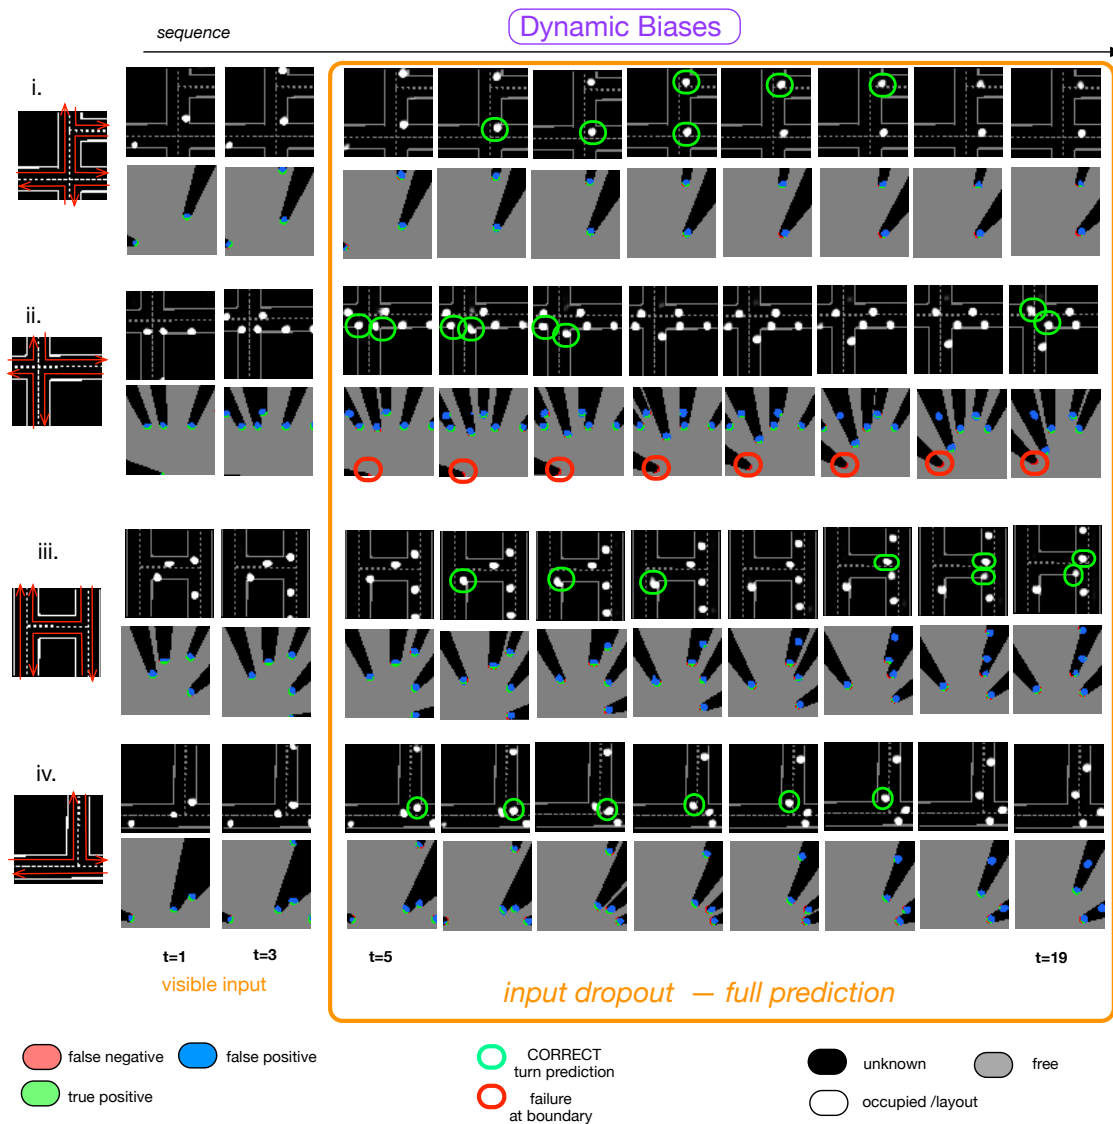 Dynamic Biases
sequence
i.
ii.
iii.
iv.
t=1
t=3
t=5
t=19
visible input
input dropout — full prediction
false negative
false positive
true positive
CORRECT
turn prediction
failure
at boundary
unknown
free
occupied /layout